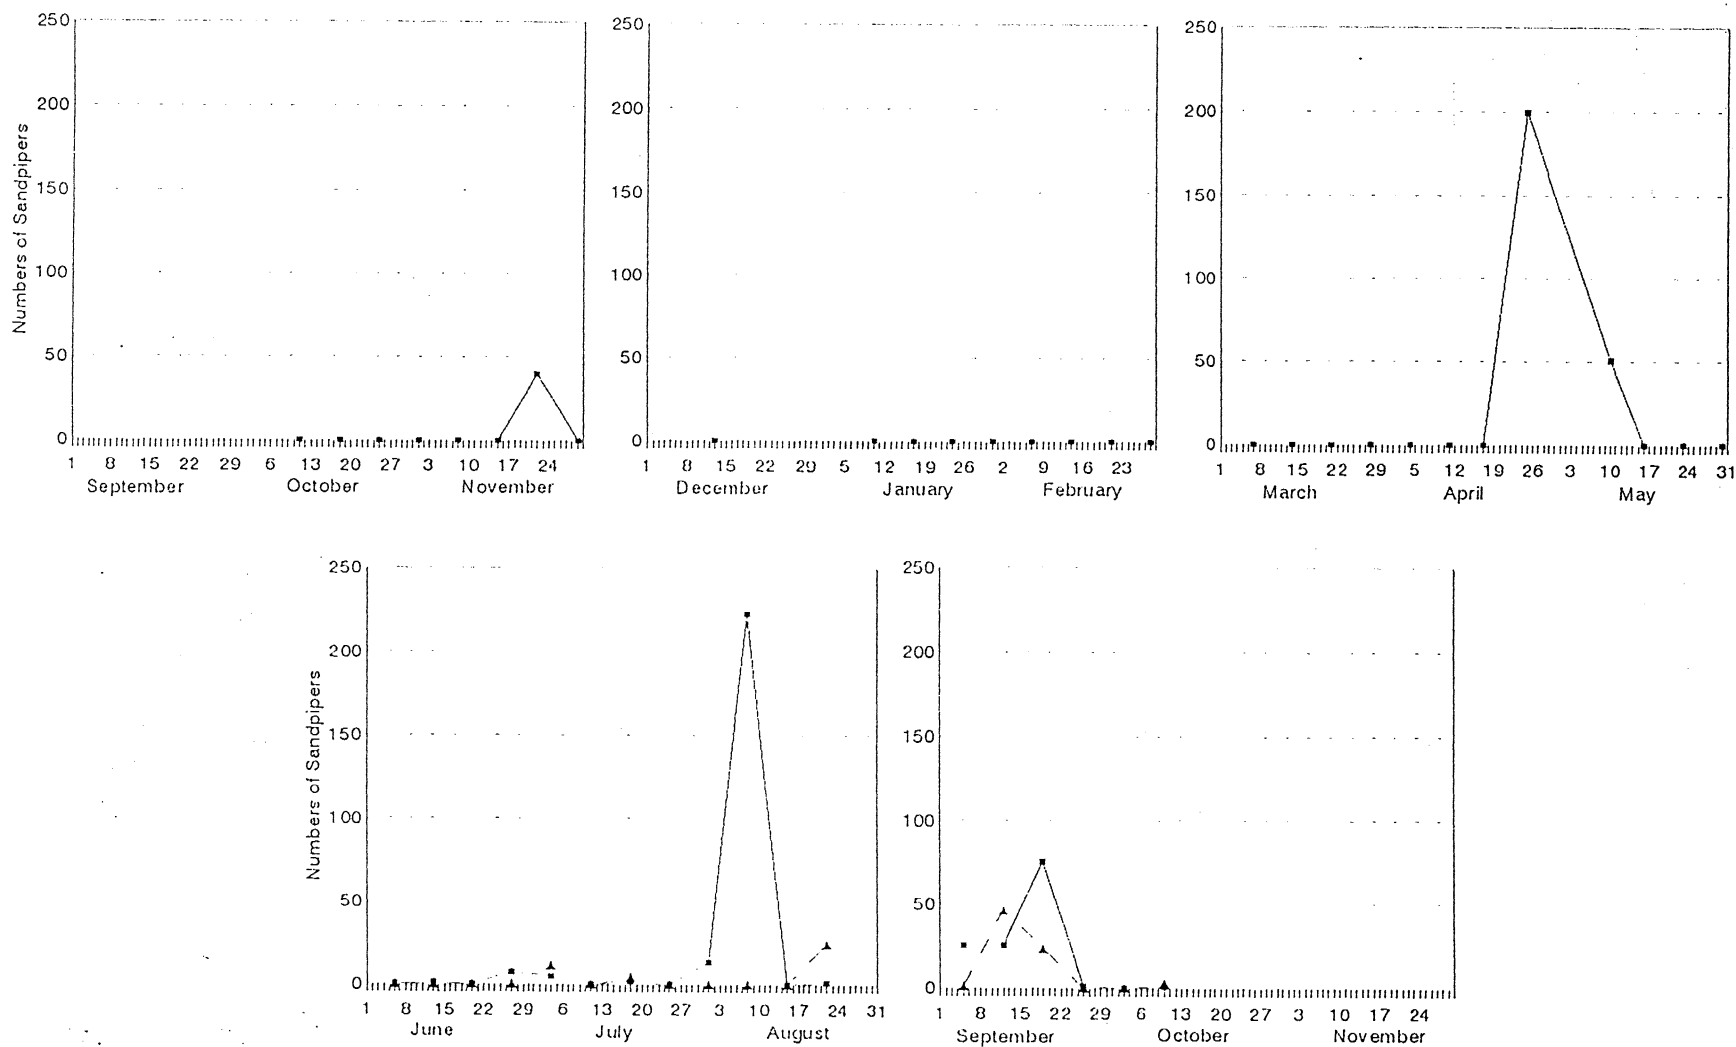 250
200
150
100
50
0
Numbers of Sandpipers
1 8 15 22 29 6 13 20 27 3 10 17 24
September October November
250
200
150
100
50
0
1 8 15 22 29 5 12 19 26 2 9 16 23
December January February
250
200
150
100
50
0
1 8 15 22 29 5 12 19 26 3 10 17 24 31
March April May
250
200
150
100
50
0
Numbers of Sandpipers
1 8 15 22 29 6 13 20 27 3 10 17 24 31
June July August
250
200
150
100
50
0
1 8 15 22 29 6 13 20 27 3 10 17 24
September October November